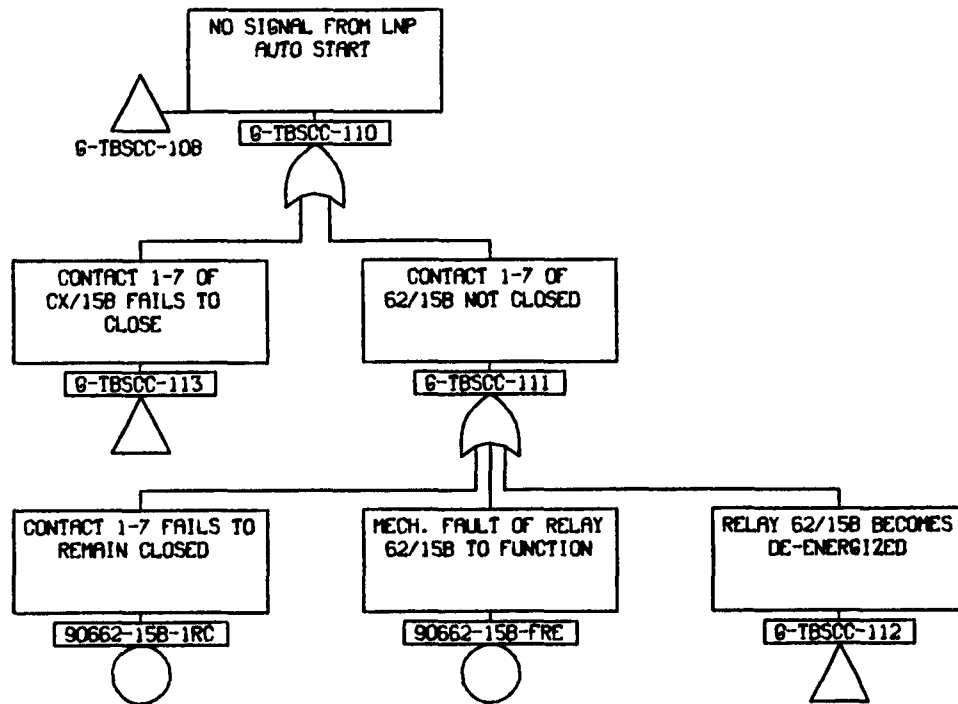 NO SIGNAL FROM LNP
AUTO START
G-TBSCC-108
G-TBSCC-110
CONTACT 1-7 OF
CX/15B FAILS TO
CLOSE
CONTACT 1-7 OF
62/15B NOT CLOSED
G-TBSCC-113
G-TBSCC-111
CONTACT 1-7 FAILS TO
REMAIN CLOSED
MECH. FAULT OF RELAY
62/15B TO FUNCTION
RELAY 62/15B BECOMES
DE-ENERGIZED
90662-15B-1RC
90662-15B-FRE
G-TBSCC-112